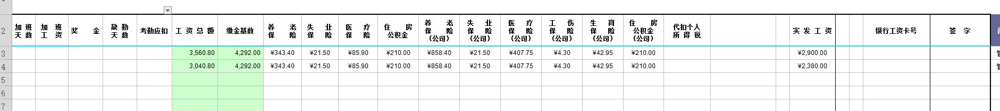 2
加班天数 加班工资 奖金 缺勤天数 考勤应扣 工资总额 缴金基数 养老保险 失业保险 医疗保险 住房公积金 养老保险（公司） 失业保险（公司） 医疗保险（公司） 工伤保险（公司） 生育保险（公司） 住房公积金（公司） 代扣个人所得税 实发工资 银行工资卡号 签字
3 3,560.80 4,292.00 ¥343.40 ¥21.50 ¥85.90 ¥210.00 ¥858.40 ¥21.50 ¥407.75 ¥4.30 ¥42.95 ¥210.00 ¥2,900.00
4 3,040.80 4,292.00 ¥343.40 ¥21.50 ¥85.90 ¥210.00 ¥858.40 ¥21.50 ¥407.75 ¥4.30 ¥42.95 ¥210.00 ¥2,380.00
5
6
7